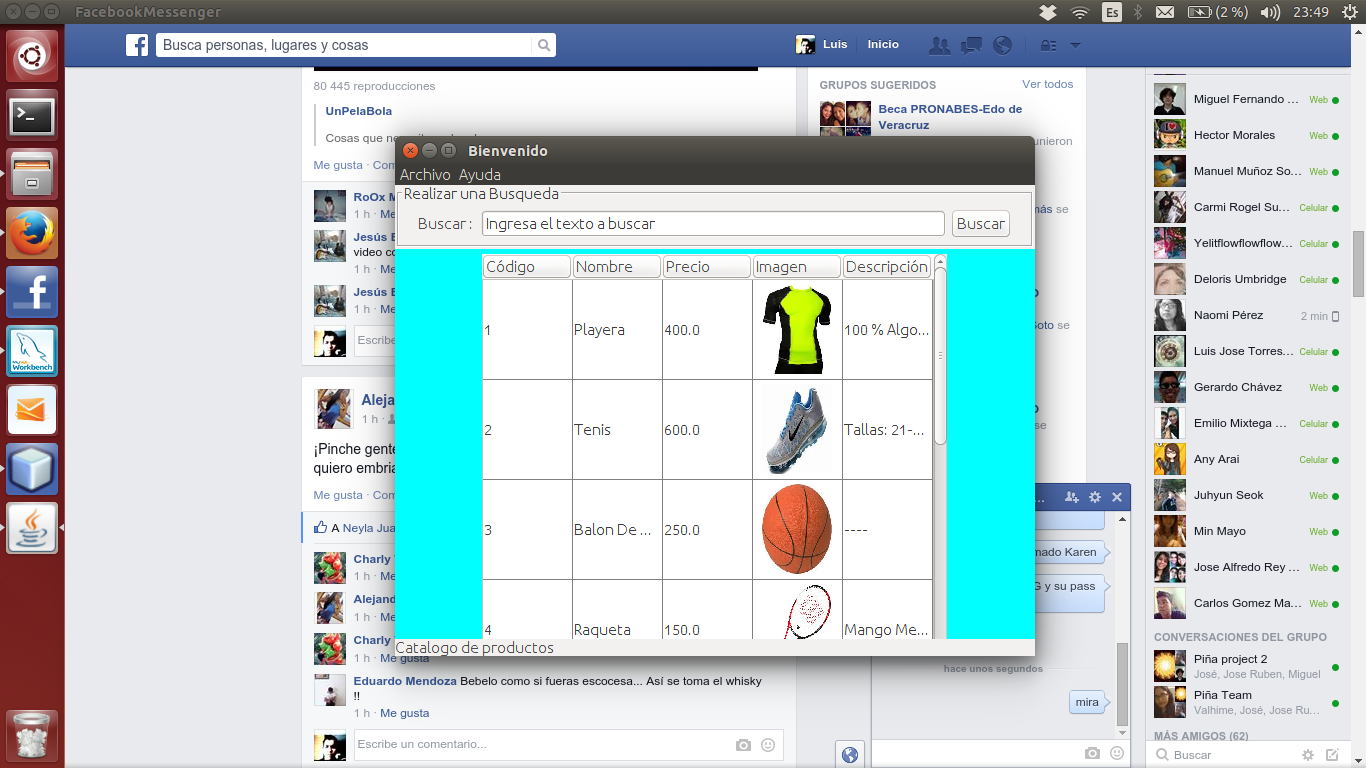 FacebookMessenger
Es
(2 %)
23:49
Busca personas, lugares y cosas
Luis
Inicio
80 445 reproducciones
UnPelaBola
Me gusta · Com
RoOx M
1 h · Me
Jesús E
video co
1 h · Me
Jesús E
1 h · Me
Escribe
Aleja
1 h ·
¡Pinche gente
quiero embria
Me gusta · Com
A Neyla Jua
Charly
1 h · Me
Alejand
1 h · Me
Charly
1 h · Me gusta
Eduardo Mendoza Bebelo como si fueras escocesa... Así se toma el whisky
!!
1 h · Me gusta
Escribe un comentario...
Bienvenido
Archivo Ayuda
Realizar una Busqueda
Buscar : Ingresa el texto a buscar Buscar
Código Nombre Precio Imagen Descripción
1 Playera 400.0 100 % Algo...
2 Tenis 600.0 Tallas: 21-...
3 Balon De ... 250.0 ----
4 Raqueta 150.0 Mango Me...
Catalogo de productos
GRUPOS SUGERIDOS Ver todos
Beca PRONABES-Edo de
Veracruz
unieron
más se
Soto se
...
mado Karen
G y su pass
hace unos segundos
mira
Miguel Fernando ... Web
Hector Morales Web
Manuel Muñoz So... Web
Carmi Rogel Su... Celular
Yelitflowflowflow... Celular
Deloris Umbridge Celular
Naomi Pérez 2 min
Luis Jose Torres... Celular
Gerardo Chávez Web
Emilio Mixtega ... Celular
Any Arai Celular
Juhyun Seok Web
Min Mayo Web
Jose Alfredo Rey ... Web
Carlos Gomez Ma... Web
CONVERSACIONES DEL GRUPO
Piña project 2
José, Jose Ruben, Miguel
Piña Team
Valhime, José, Jose Ru...
MÁS AMIGOS (62)
Buscar
MySQL
Workbench